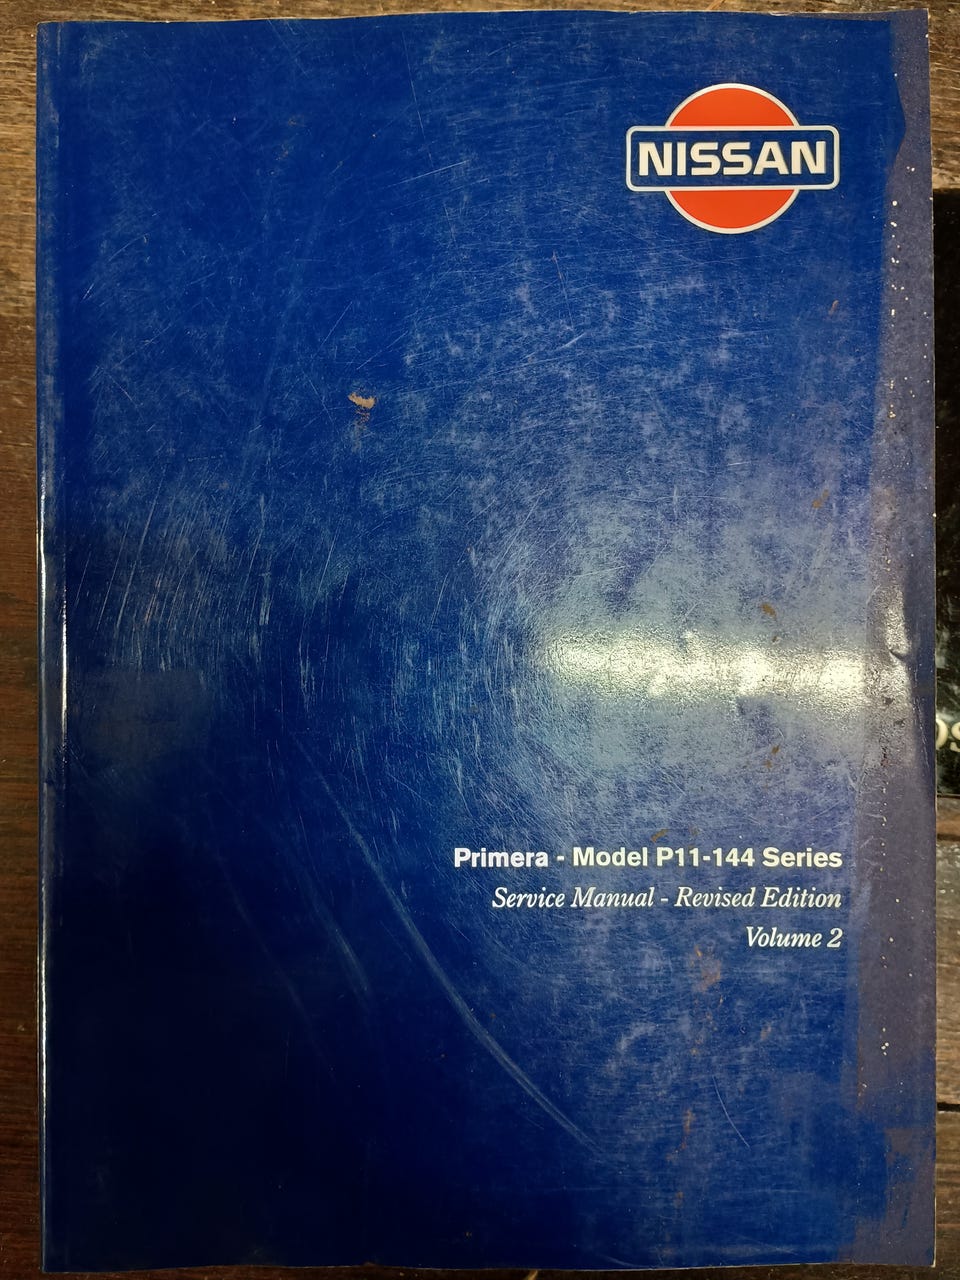 NISSAN
Primera - Model P11-144 Series
Service Manual - Revised Edition
Volume 2